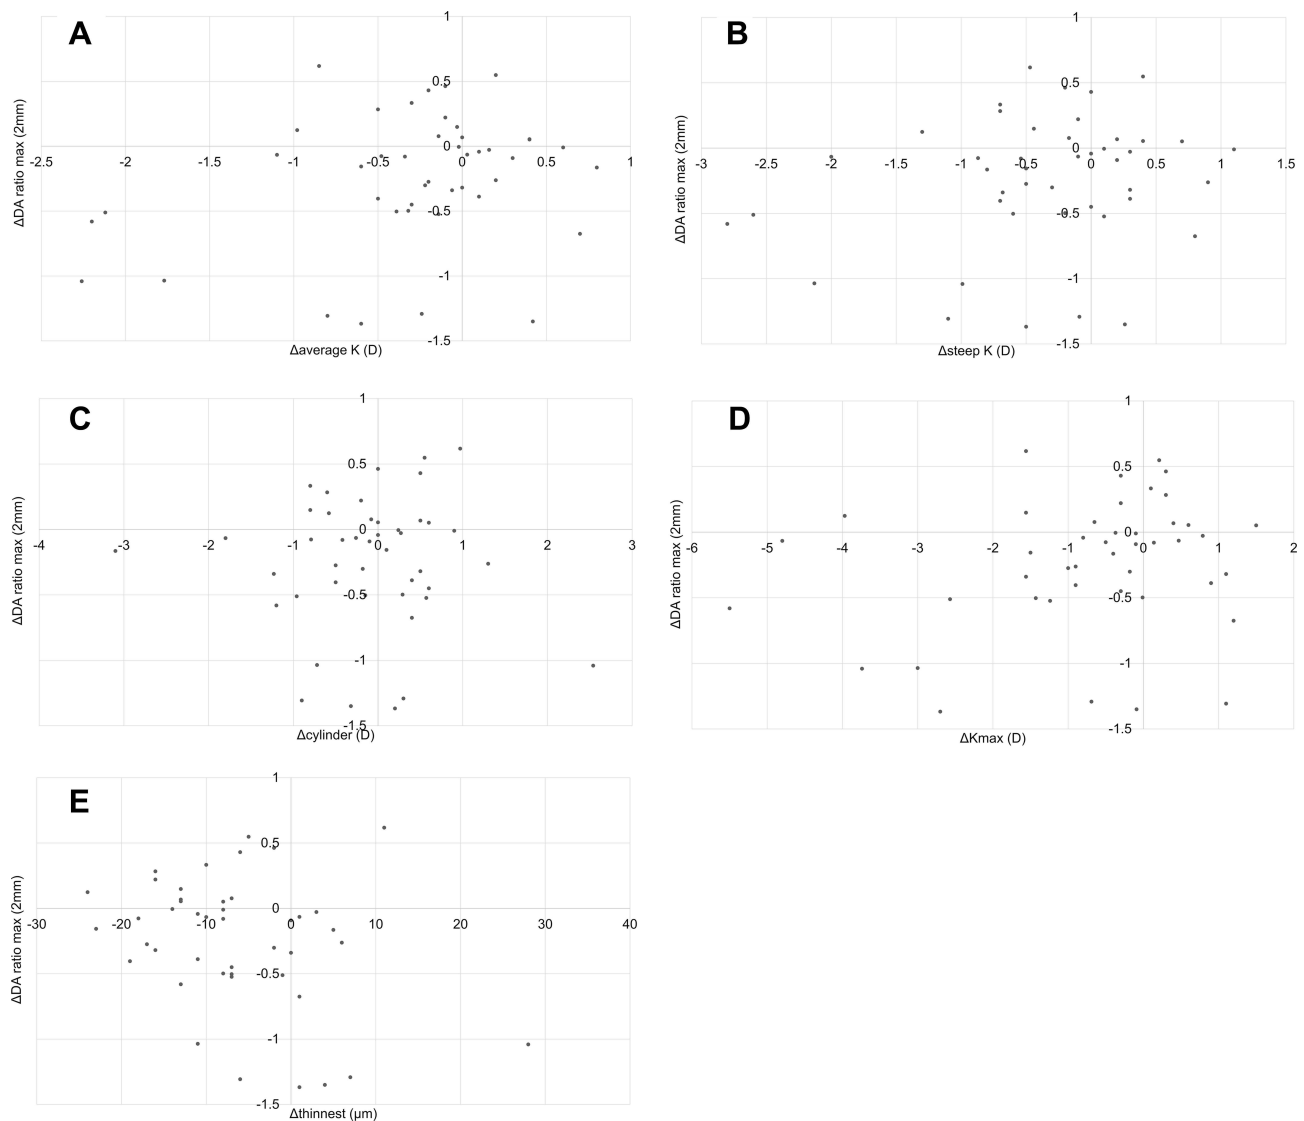 A
1
0.5
0
-2.5 -2 -1.5 -1 -0.5 0 0.5 1
-0.5
-1
-1.5
ΔDA ratio max (2mm)
Δaverage K (D)
B
1
0.5
0
-3 -2.5 -2 -1.5 -1 -0.5 0 0.5 1 1.5
-0.5
-1
-1.5
ΔDA ratio max (2mm)
Δsteep K (D)
C
1
0.5
0
-4 -3 -2 -1 0 1 2 3
-0.5
-1
-1.5
ΔDA ratio max (2mm)
Δcylinder (D)
D
1
0.5
0
-6 -5 -4 -3 -2 -1 0 1 2
-0.5
-1
-1.5
ΔDA ratio max (2mm)
ΔKmax (D)
E
1
0.5
0
-30 -20 -10 0 10 20 30 40
-0.5
-1
-1.5
ΔDA ratio max (2mm)
Δthinnest (μm)